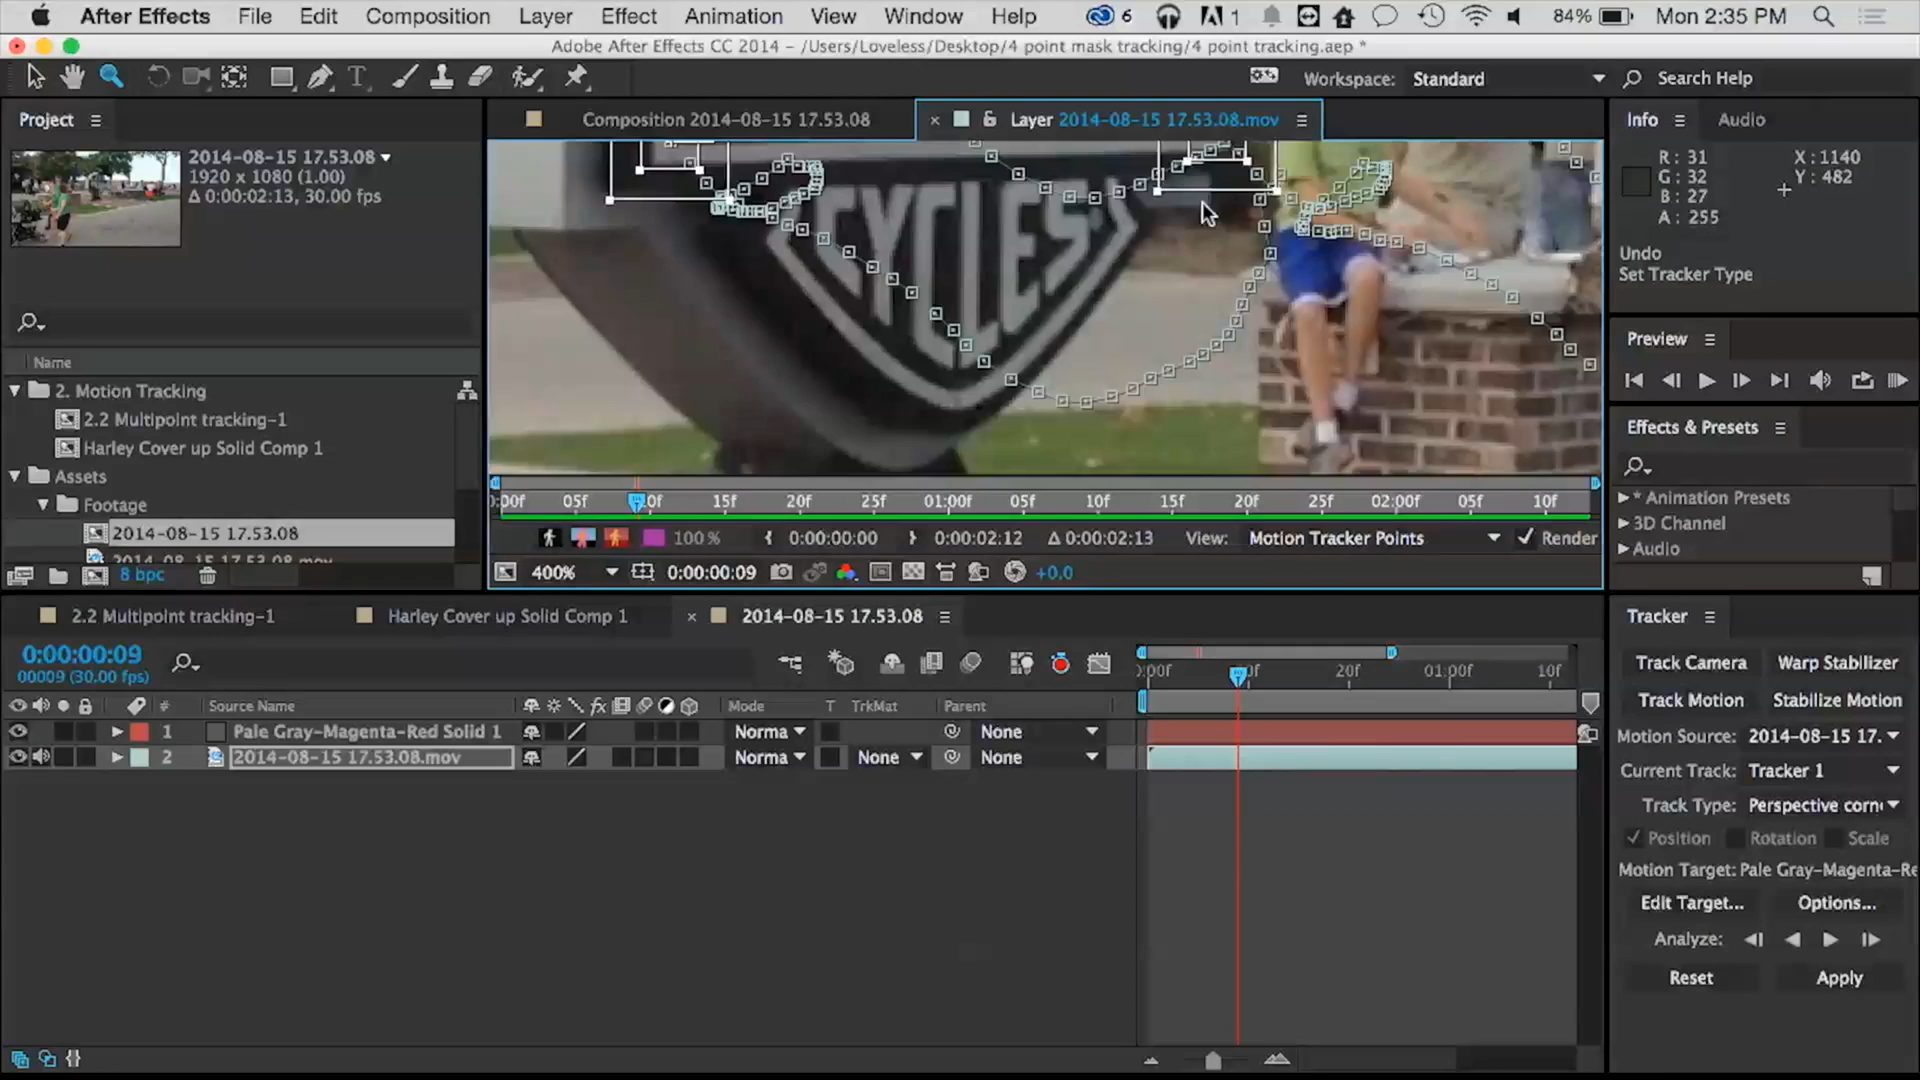 After Effects File Edit Composition Layer Effect Animation View Window Help 6 1 84% Mon 2:35 PM
Adobe After Effects CC 2014 – /Users/Loveless/Desktop/4 point mask tracking/4 point tracking.aep *
Workspace: Standard Search Help
Project
Composition 2014-08-15 17.53.08
Layer 2014-08-15 17.53.08.mov
Info Audio
2014-08-15 17.53.08
1920 x 1080 (1.00)
Δ 0:00:02:13, 30.00 fps
R: 31 X: 1140
G: 32 Y: 482
B: 27
A: 255
CYCLES
Undo
Set Tracker Type
Preview
Name
2. Motion Tracking
2.2 Multipoint tracking-1
Harley Cover up Solid Comp 1
Assets
Footage
2014-08-15 17.53.08
2014-08-15 17.53.08.mov
8 bpc
Effects & Presets
* Animation Presets
3D Channel
Audio
05f 15f 20f 25f 01:00f 05f 10f 15f 20f 25f 02:00f 05f 10f
100 % 0:00:00:00 0:00:02:12 Δ 0:00:02:13 View: Motion Tracker Points Render
400% 0:00:00:09 +0.0
2.2 Multipoint tracking-1 Harley Cover up Solid Comp 1 2014-08-15 17.53.08
Tracker
0:00:00:09
00009 (30.00 fps)
20f 01:00f 10f
# Source Name Mode T TrkMat Parent
1 Pale Gray-Magenta-Red Solid 1 Norma None
2 2014-08-15 17.53.08.mov Norma None None
Track Camera Warp Stabilizer
Track Motion Stabilize Motion
Motion Source: 2014-08-15 17.
Current Track: Tracker 1
Track Type: Perspective corn
Position Rotation Scale
Motion Target: Pale Gray-Magenta-Re
Edit Target... Options...
Analyze:
Reset Apply